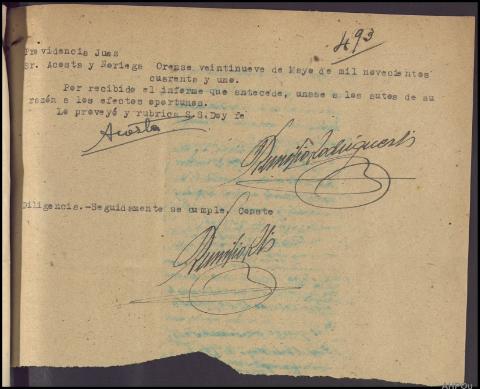 493
Providencia Juez
Sr. Acosta y Noriega Orense veintinueve de Mayo de mil novecientos
cuarenta y uno.
Por recibido el informe que antecede, unase a los autos de su
razón a los efectos oportunos.
Lo proveyó y rubrica S.S. Doy fe
Acosta
Diligencia.-Seguidamente se cumple. Conste